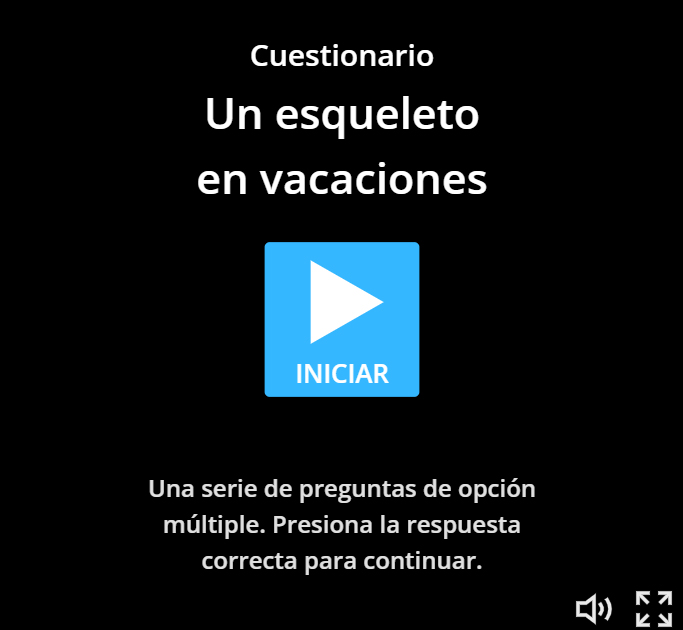 Cuestionario
Un esqueleto
en vacaciones
INICIAR
Una serie de preguntas de opción
múltiple. Presiona la respuesta
correcta para continuar.